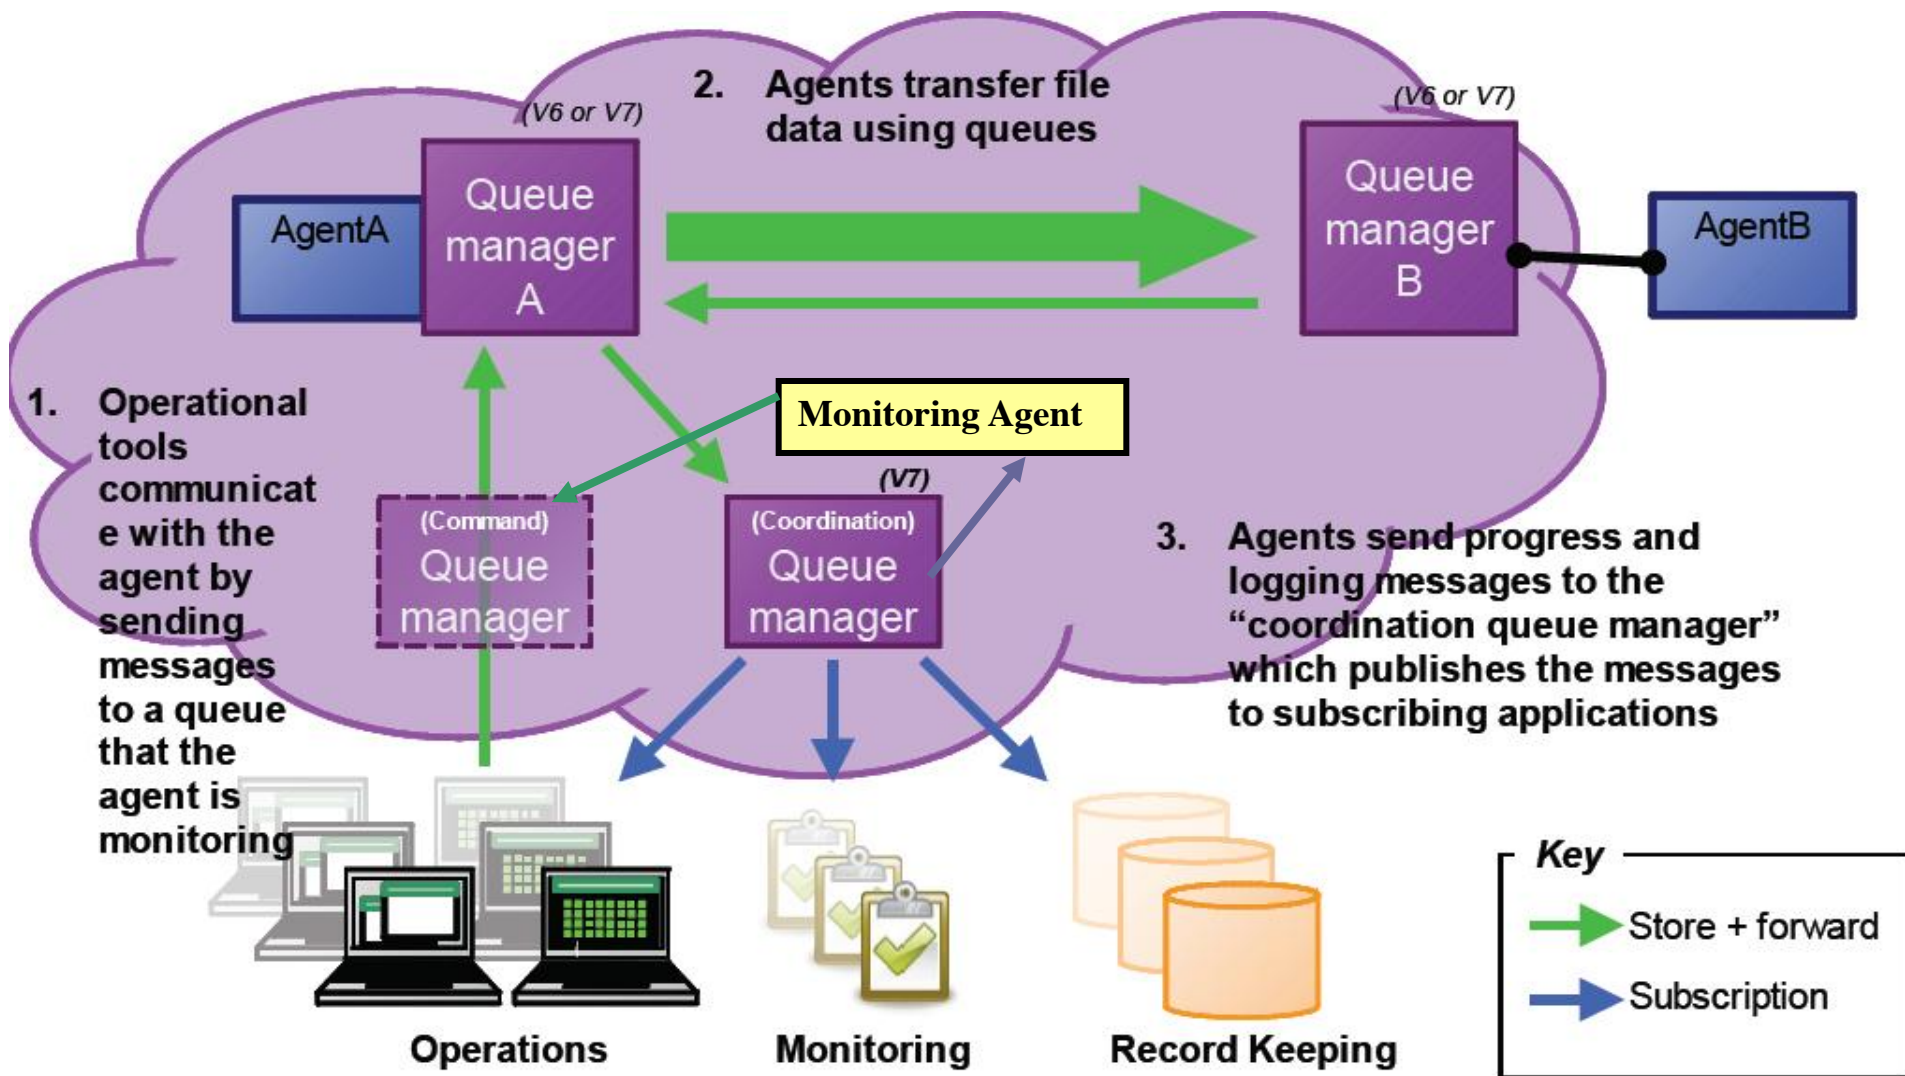 2. Agents transfer file
data using queues
(V6 or V7)
(V6 or V7)
AgentA
Queue
manager
A
Queue
manager
B
AgentB
1. Operational
tools
communicat
e with the
agent by
sending
messages
to a queue
that the
agent is
monitoring
Monitoring Agent
(V7)
(Command)
Queue
manager
(Coordination)
Queue
manager
3. Agents send progress and
logging messages to the
“coordination queue manager”
which publishes the messages
to subscribing applications
Operations
Monitoring
Record Keeping
Key
Store + forward
Subscription